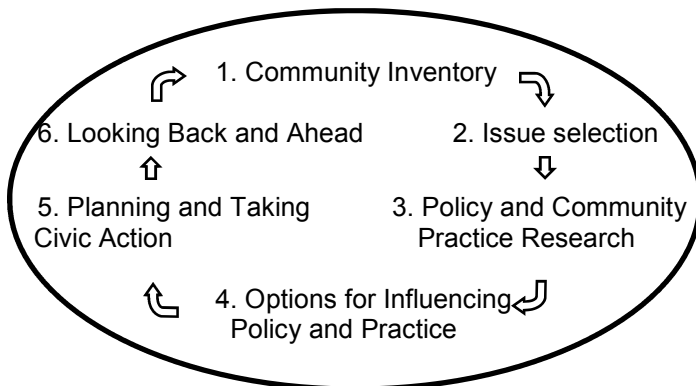 1. Community Inventory
2. Issue selection
3. Policy and Community
Practice Research
4. Options for Influencing
Policy and Practice
5. Planning and Taking
Civic Action
6. Looking Back and Ahead